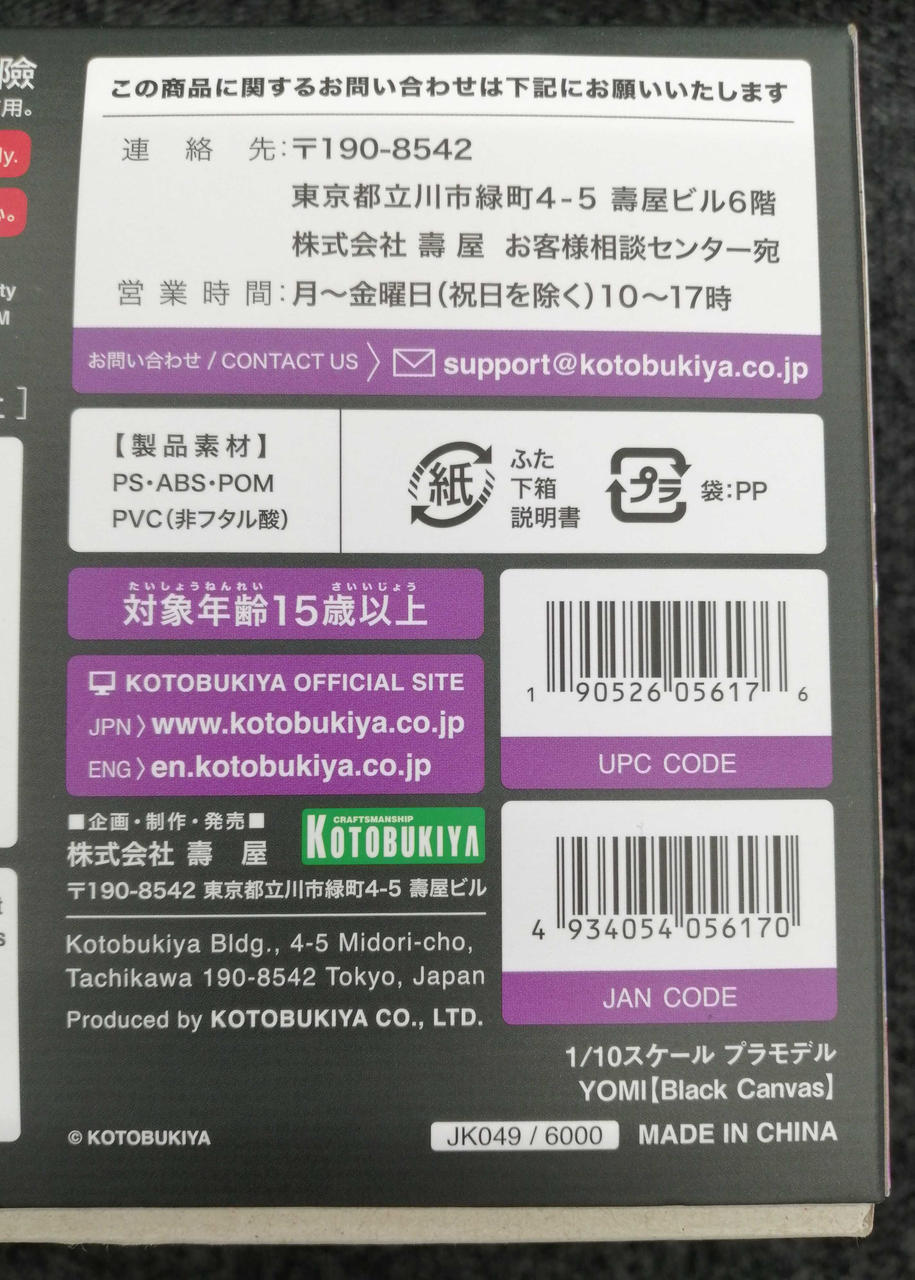 險
用。
ly.
い。
ty
M
]
t
s
この商品に関するお問い合わせは下記にお願いいたします
連絡先:〒190-8542
東京都立川市緑町4-5 壽屋ビル6階
株式会社 壽屋 お客様相談センター宛
営業時間:月～金曜日(祝日を除く)10～17時
お問い合わせ / CONTACT US 〉 support@kotobukiya.co.jp
【製品素材】
PS・ABS・POM
PVC(非フタル酸)
紙
ふた
下箱
説明書
プラ 袋:PP
たいしょうねんれい さいいじょう
対象年齢15歳以上
KOTOBUKIYA OFFICIAL SITE
JPN 〉www.kotobukiya.co.jp
ENG 〉en.kotobukiya.co.jp
1 90526 05617 6
UPC CODE
■企画・制作・発売■
株式会社 壽屋
CRAFTSMANSHIP
KOTOBUKIYA
〒190-8542 東京都立川市緑町4-5 壽屋ビル
Kotobukiya Bldg., 4-5 Midori-cho,
Tachikawa 190-8542 Tokyo, Japan
Produced by KOTOBUKIYA CO., LTD.
4 934054 056170
JAN CODE
1/10スケール プラモデル
YOMI【Black Canvas】
© KOTOBUKIYA
JK049 / 6000 MADE IN CHINA